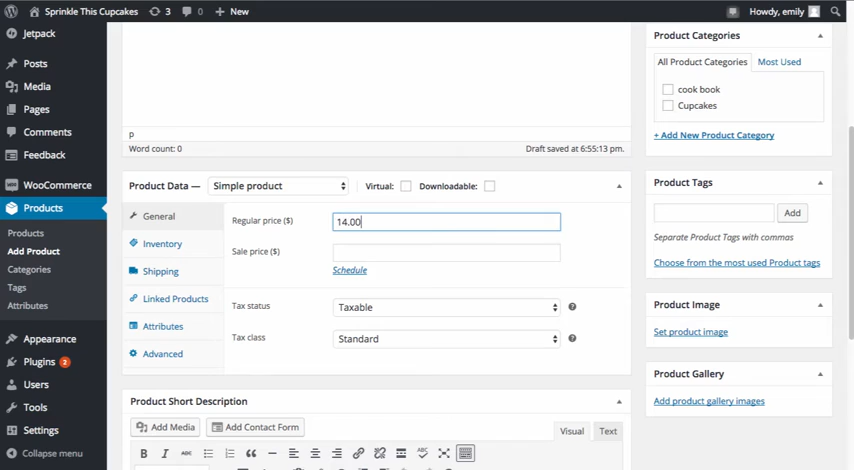 Sprinkle This Cupcakes 3 0 + New Howdy, emily
Jetpack
Posts
Media
Pages
Comments
Feedback
WooCommerce
Products
Products
Add Product
Categories
Tags
Attributes
Appearance
Plugins 2
Users
Tools
Settings
Collapse menu
p
Word count: 0 Draft saved at 6:55:13 pm.
Product Data — Simple product Virtual: Downloadable:
General
Inventory
Shipping
Linked Products
Attributes
Advanced
Regular price ($) 14.00
Sale price ($)
Schedule
Tax status Taxable
Tax class Standard
Product Short Description
Add Media Add Contact Form Visual Text
B I ABC
Product Categories
All Product Categories Most Used
cook book
Cupcakes
+ Add New Product Category
Product Tags
Add
Separate Product Tags with commas
Choose from the most used Product tags
Product Image
Set product image
Product Gallery
Add product gallery images